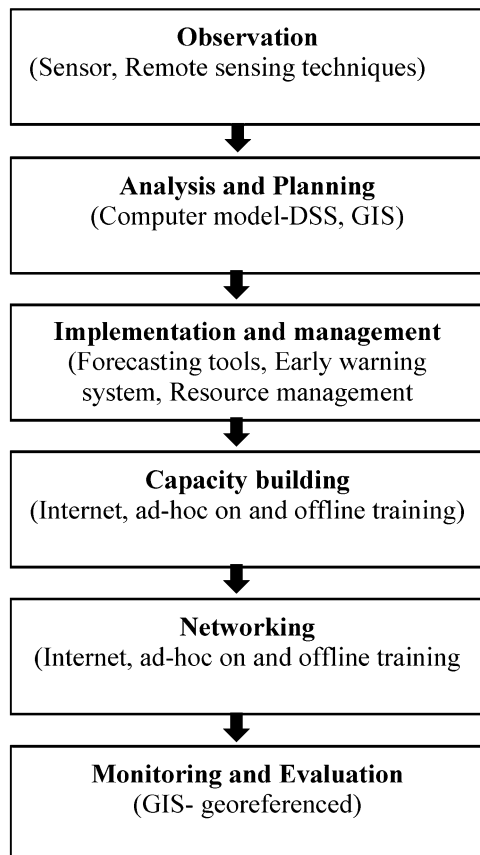 Observation
(Sensor, Remote sensing techniques)
Analysis and Planning
(Computer model-DSS, GIS)
Implementation and management
(Forecasting tools, Early warning
system, Resource management
Capacity building
(Internet, ad-hoc on and offline training)
Networking
(Internet, ad-hoc on and offline training
Monitoring and Evaluation
(GIS- georeferenced)